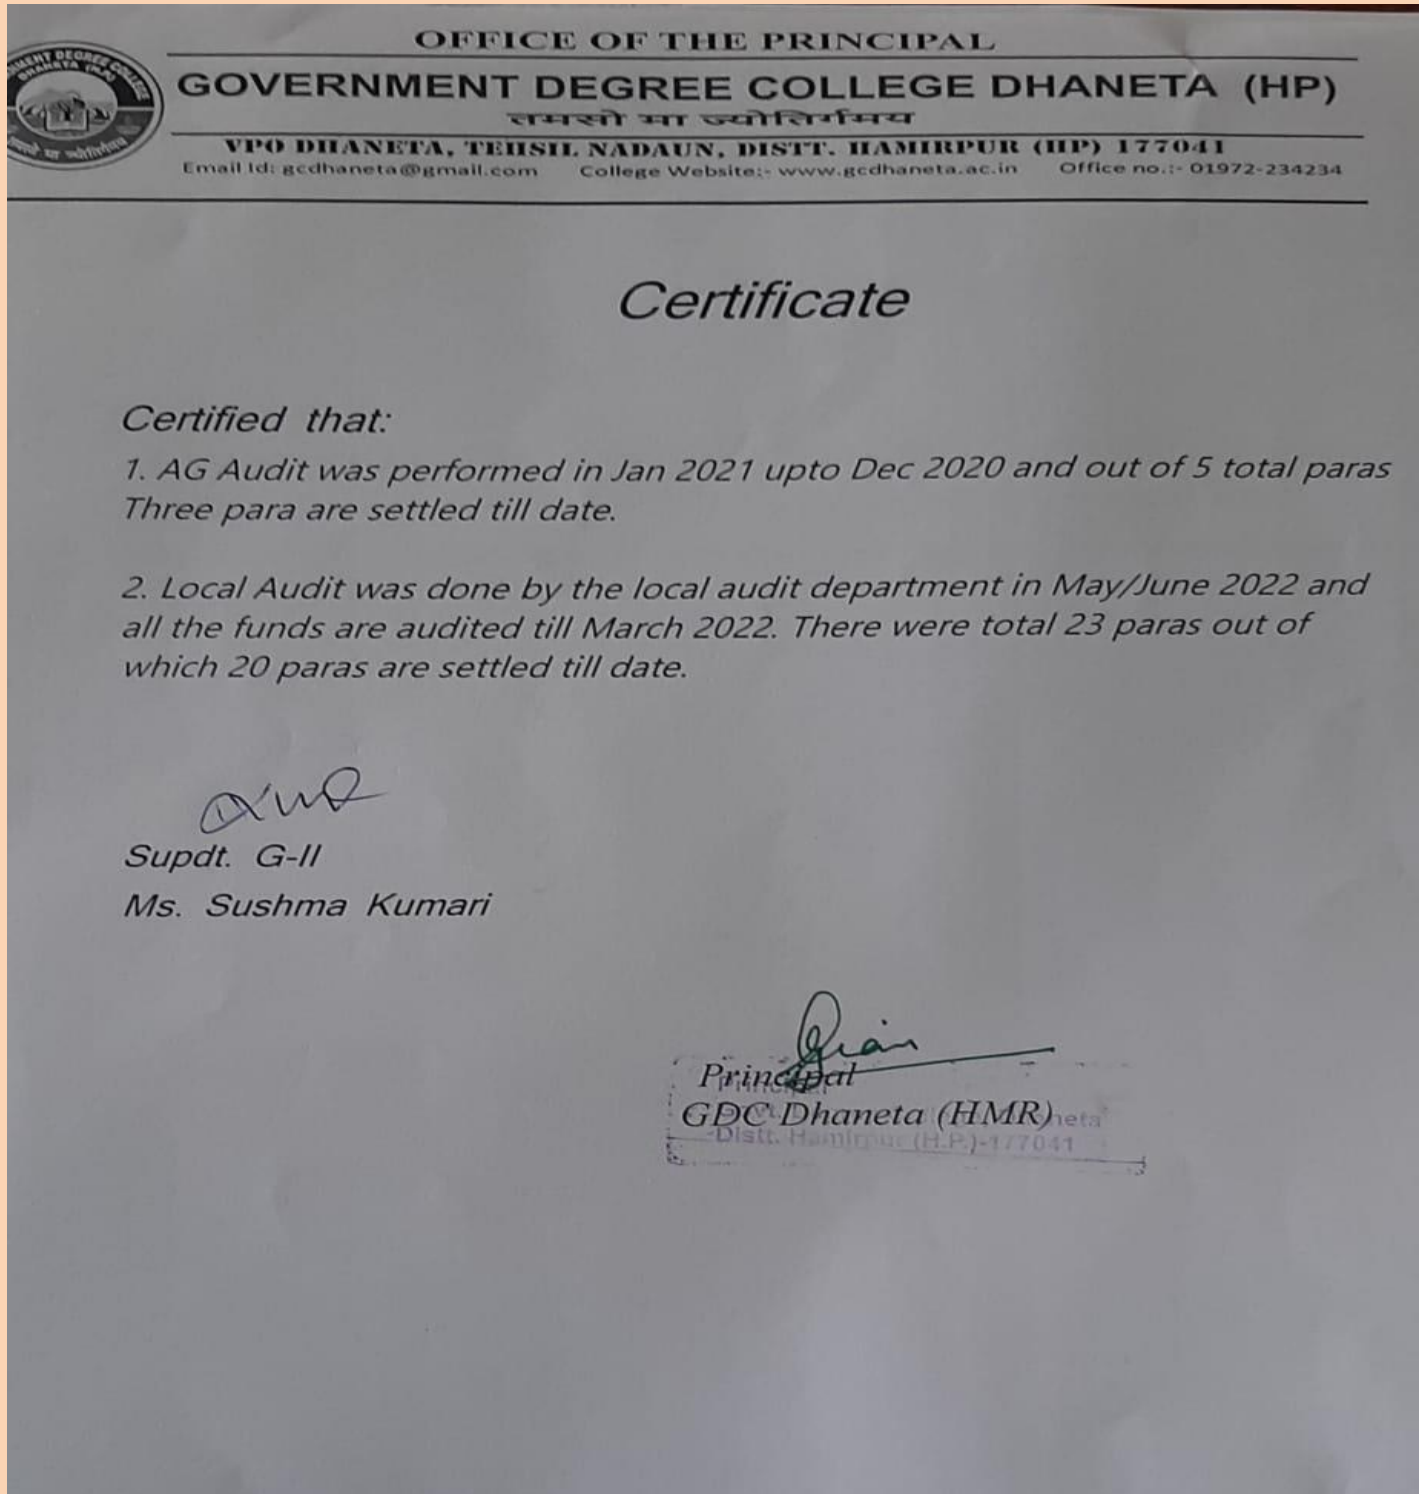 OFFICE OF THE PRINCIPAL
GOVERNMENT DEGREE COLLEGE DHANETA (HP)
तमसो मा ज्योतिर्गमय
VPO DHANETA, TEHSIL NADAUN, DISTT. HAMIRPUR (HP) 177041
Email Id: gcdhaneta@gmail.com College Website:- www.gcdhaneta.ac.in Office no.:- 01972-234234
Certificate
Certified that:
1. AG Audit was performed in Jan 2021 upto Dec 2020 and out of 5 total paras
Three para are settled till date.
2. Local Audit was done by the local audit department in May/June 2022 and
all the funds are audited till March 2022. There were total 23 paras out of
which 20 paras are settled till date.
Supdt. G-II
Ms. Sushma Kumari
Principal
GDC Dhaneta (HMR)
Distt. Hamirpur (H.P.)-177041